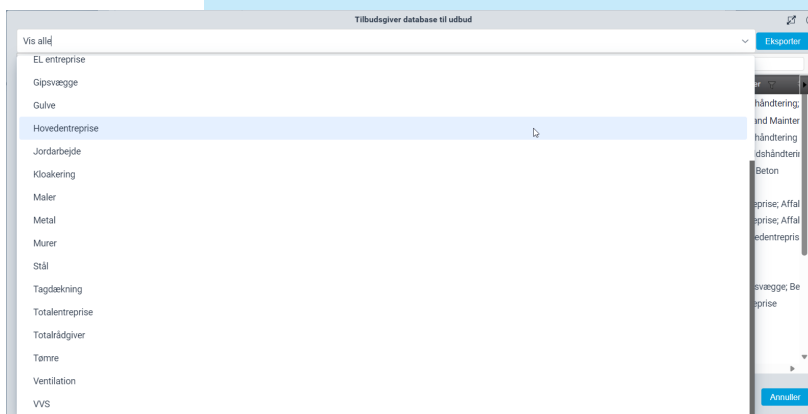 Tilbudsgiver database til udbud
Vis alle
Eksporter
EL entreprise
Gipsvægge
Gulve
Hovedentreprise
Jordarbejde
Kloakering
Maler
Metal
Murer
Stål
Tagdækning
Totalentreprise
Totalrådgiver
Tømre
Ventilation
VVS
er
håndtering;
and Mainter
håndtering
dshåndterin
Beton
eprise; Affal
eprise; Affal
edentrepris
svægge; Be
eprise
Annuller